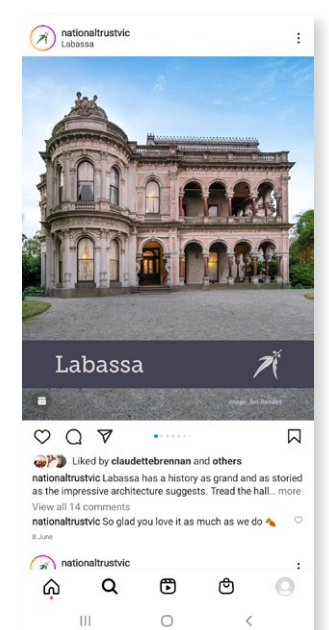 nationaltrustvic
Labassa
Labassa
Image: Jon Rendell
Liked by claudettebrennan and others
nationaltrustvic Labassa has a history as grand and as storied
as the impressive architecture suggests. Tread the hall... more
View all 14 comments
nationaltrustvic So glad you love it as much as we do
8 June
nationaltrustvic